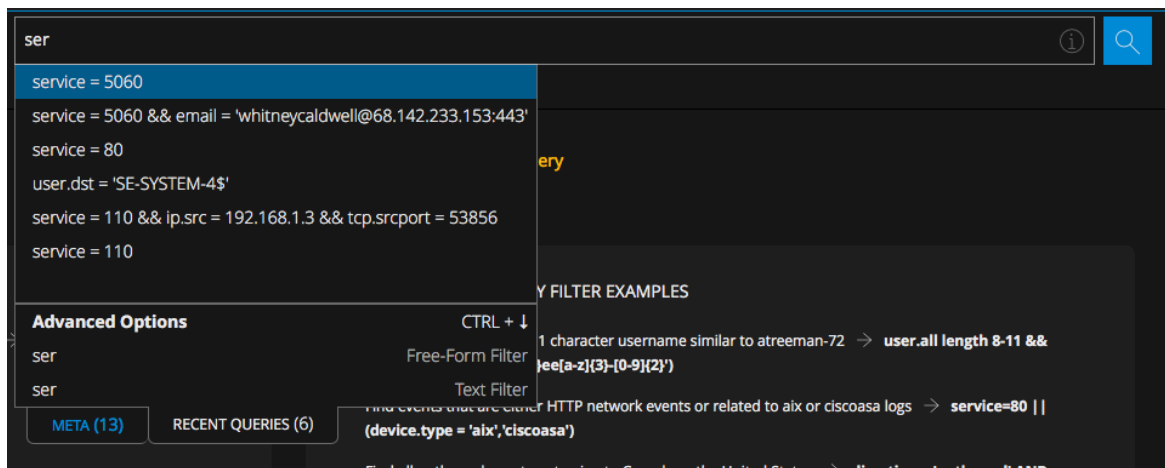 ser
service = 5060
service = 5060 && email = 'whitneycaldwell@68.142.233.153:443'
service = 80
ery
user.dst = 'SE-SYSTEM-4$'
service = 110 && ip.src = 192.168.1.3 && tcp.srcport = 53856
service = 110
Y FILTER EXAMPLES
Advanced Options CTRL + ↓
1 character username similar to atreeman-72 → user.all length 8-11 &&
ser Free-Form Filter
}ee[a-z]{3}-[0-9]{2}')
ser Text Filter
Find events that are either HTTP network events or related to aix or ciscoasa logs → service=80 ||
META (13) RECENT QUERIES (6)
(device.type = 'aix','ciscoasa')